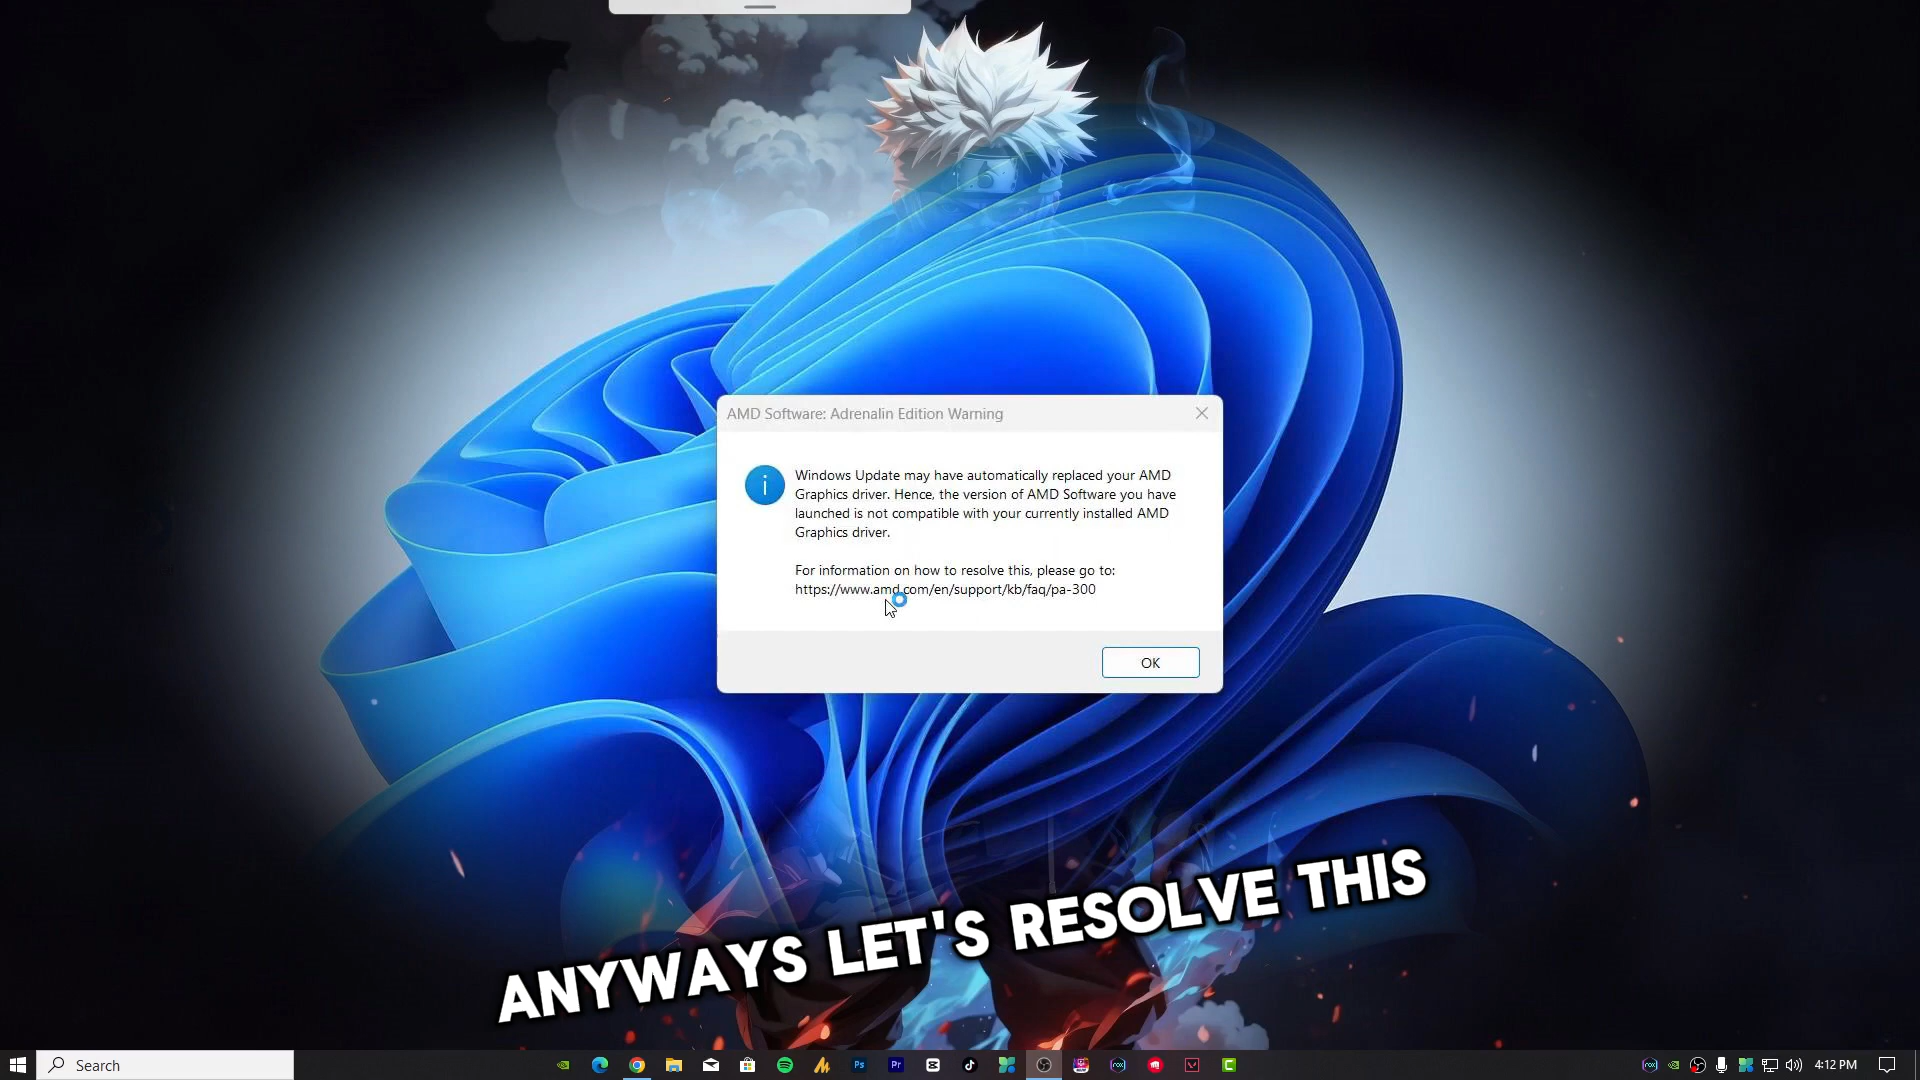 AMD Software: Adrenalin Edition Warning
Windows Update may have automatically replaced your AMD
Graphics driver. Hence, the version of AMD Software you have
launched is not compatible with your currently installed AMD
Graphics driver.
For information on how to resolve this, please go to:
https://www.amd.com/en/support/kb/faq/pa-300
OK
ANYWAYS LET'S RESOLVE THIS
Search
Ps
Pr
4:12 PM